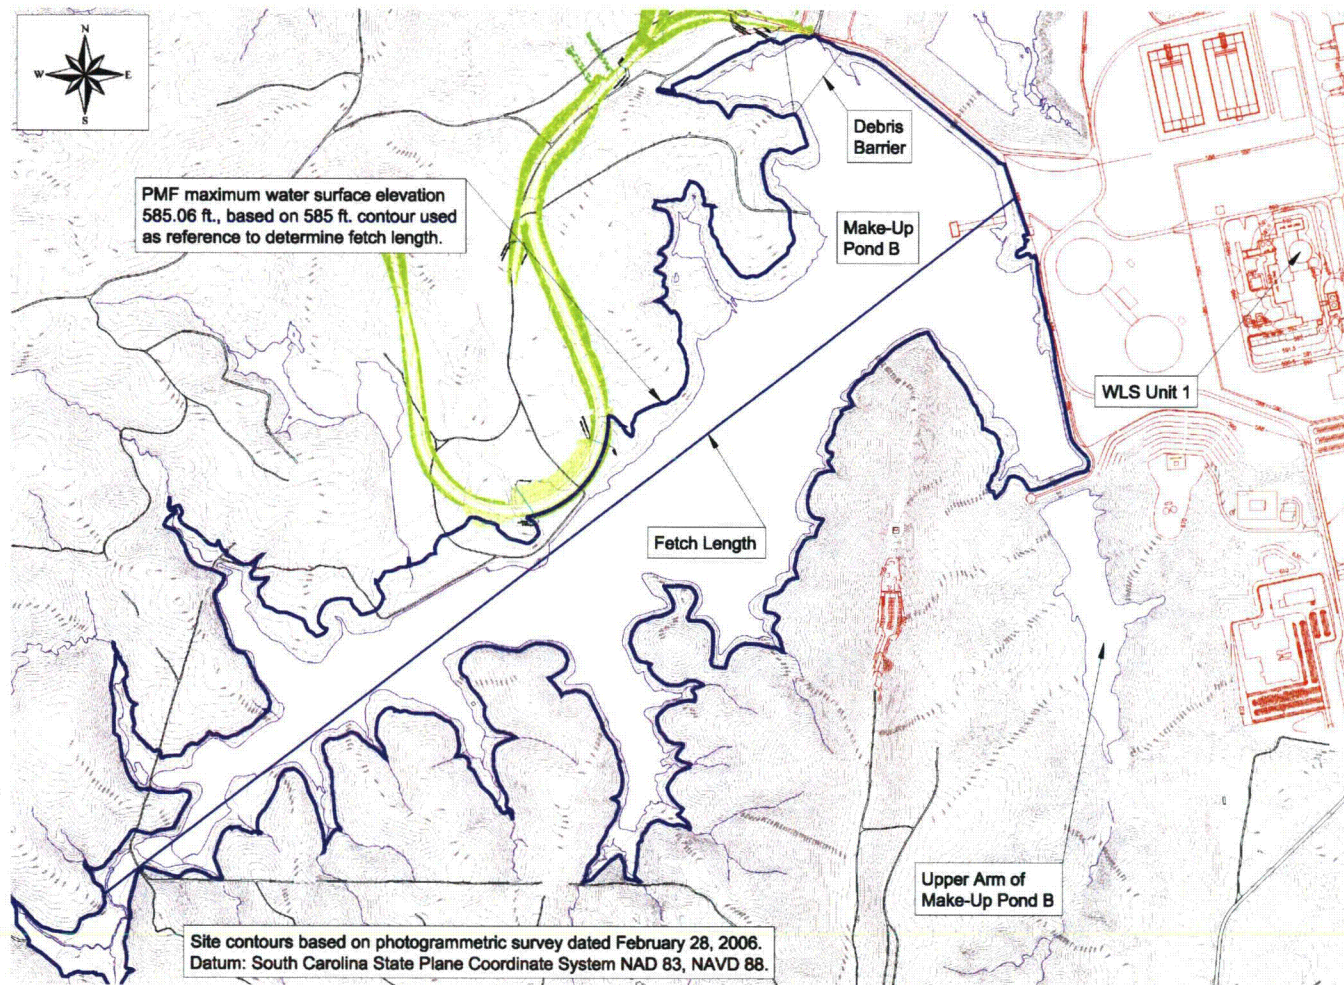 N
W
E
S
Debris
Barrier
PMF maximum water surface elevation
585.06 ft., based on 585 ft. contour used
as reference to determine fetch length.
Make-Up
Pond B
WLS Unit 1
Fetch Length
Upper Arm of
Make-Up Pond B
Site contours based on photogrammetric survey dated February 28, 2006.
Datum: South Carolina State Plane Coordinate System NAD 83, NAVD 88.